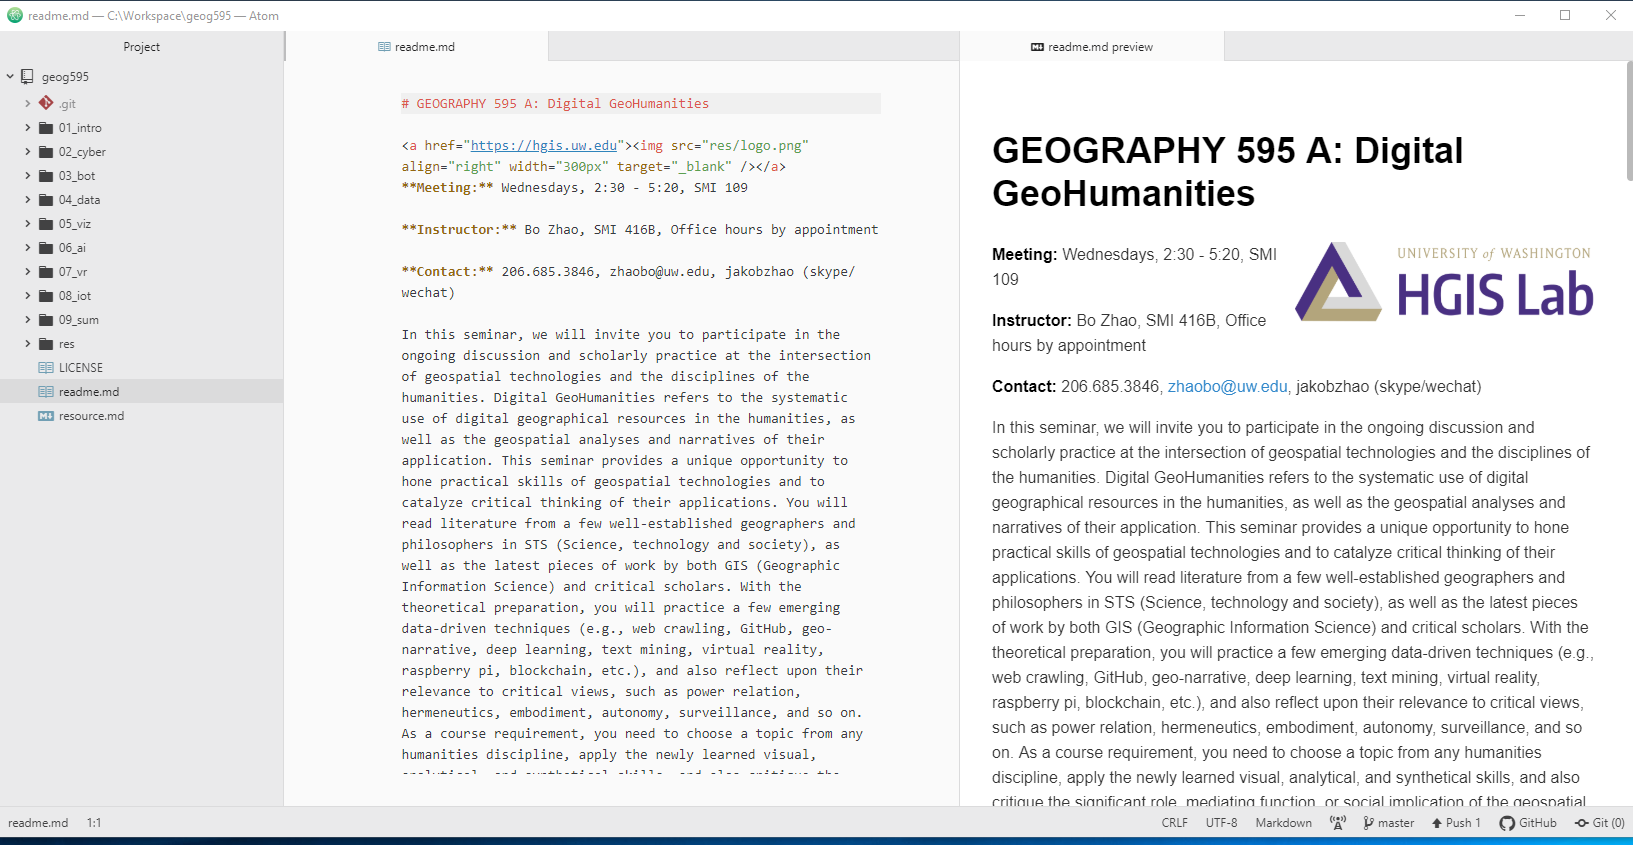 readme.md — C:\Workspace\geog595 — Atom
Project
geog595
.git
01_intro
02_cyber
03_bot
04_data
05_viz
06_ai
07_vr
08_iot
09_sum
res
LICENSE
readme.md
resource.md
readme.md
# GEOGRAPHY 595 A: Digital GeoHumanities
<a href="https://hgis.uw.edu"><img src="res/logo.png"
align="right" width="300px" target="_blank" /></a>
**Meeting:** Wednesdays, 2:30 - 5:20, SMI 109
**Instructor:** Bo Zhao, SMI 416B, Office hours by appointment
**Contact:** 206.685.3846, zhaobo@uw.edu, jakobzhao (skype/
wechat)
In this seminar, we will invite you to participate in the
ongoing discussion and scholarly practice at the intersection
of geospatial technologies and the disciplines of the
humanities. Digital GeoHumanities refers to the systematic
use of digital geographical resources in the humanities, as
well as the geospatial analyses and narratives of their
application. This seminar provides a unique opportunity to
hone practical skills of geospatial technologies and to
catalyze critical thinking of their applications. You will
read literature from a few well-established geographers and
philosophers in STS (Science, technology and society), as
well as the latest pieces of work by both GIS (Geographic
Information Science) and critical scholars. With the
theoretical preparation, you will practice a few emerging
data-driven techniques (e.g., web crawling, GitHub, geo-
narrative, deep learning, text mining, virtual reality,
raspberry pi, blockchain, etc.), and also reflect upon their
relevance to critical views, such as power relation,
hermeneutics, embodiment, autonomy, surveillance, and so on.
As a course requirement, you need to choose a topic from any
humanities discipline, apply the newly learned visual,
analytical, and synthetical skills, and also critique the
readme.md preview
GEOGRAPHY 595 A: Digital
GeoHumanities
Meeting: Wednesdays, 2:30 - 5:20, SMI
109
UNIVERSITY of WASHINGTON
HGIS Lab
Instructor: Bo Zhao, SMI 416B, Office
hours by appointment
Contact: 206.685.3846, zhaobo@uw.edu, jakobzhao (skype/wechat)
In this seminar, we will invite you to participate in the ongoing discussion and
scholarly practice at the intersection of geospatial technologies and the disciplines of
the humanities. Digital GeoHumanities refers to the systematic use of digital
geographical resources in the humanities, as well as the geospatial analyses and
narratives of their application. This seminar provides a unique opportunity to hone
practical skills of geospatial technologies and to catalyze critical thinking of their
applications. You will read literature from a few well-established geographers and
philosophers in STS (Science, technology and society), as well as the latest pieces
of work by both GIS (Geographic Information Science) and critical scholars. With the
theoretical preparation, you will practice a few emerging data-driven techniques (e.g.,
web crawling, GitHub, geo-narrative, deep learning, text mining, virtual reality,
raspberry pi, blockchain, etc.), and also reflect upon their relevance to critical views,
such as power relation, hermeneutics, embodiment, autonomy, surveillance, and so
on. As a course requirement, you need to choose a topic from any humanities
discipline, apply the newly learned visual, analytical, and synthetical skills, and also
critique the significant role, mediating function, or social implication of the geospatial
readme.md 1:1
CRLF UTF-8 Markdown master Push 1 GitHub Git (0)